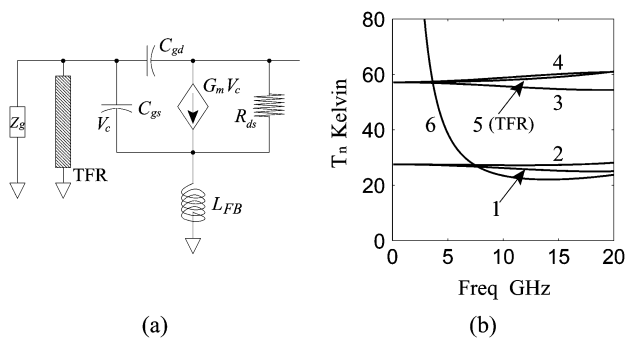 C_gd
Z_g
TFR
V_c
C_gs
G_m V_c
R_ds
L_FB
(a)
T_n Kelvin
80
60
40
20
0
0
5
10
15
20
Freq GHz
4
3
5 (TFR)
6
2
1
(b)